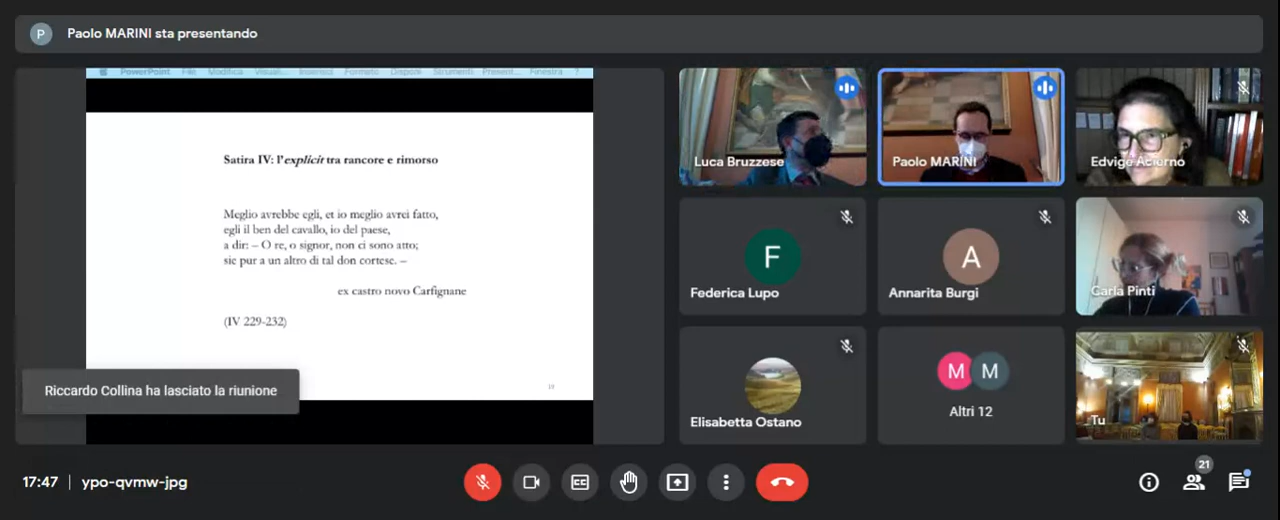 P
Paolo MARINI sta presentando
PowerPoint File Modifica Visuali... Inserisci Formato Disponi Strumenti Present... Finestra ?
Satira IV: l'explicit tra rancore e rimorso
Meglio avrebbe egli, et io meglio avrei fatto,
egli il ben del cavallo, io del paese,
a dir: – O re, o signor, non ci sono atto;
sie pur a un altro di tal don cortese. –
ex castro novo Carfignane
(IV 229-232)
19
Riccardo Collina ha lasciato la riunione
Luca Bruzzese
Paolo MARINI
Edvige Acierno
F
Federica Lupo
A
Annarita Burgi
Carla Pinti
Elisabetta Ostano
M M
Altri 12
Tu
17:47 | ypo-qvmw-jpg
CC
21